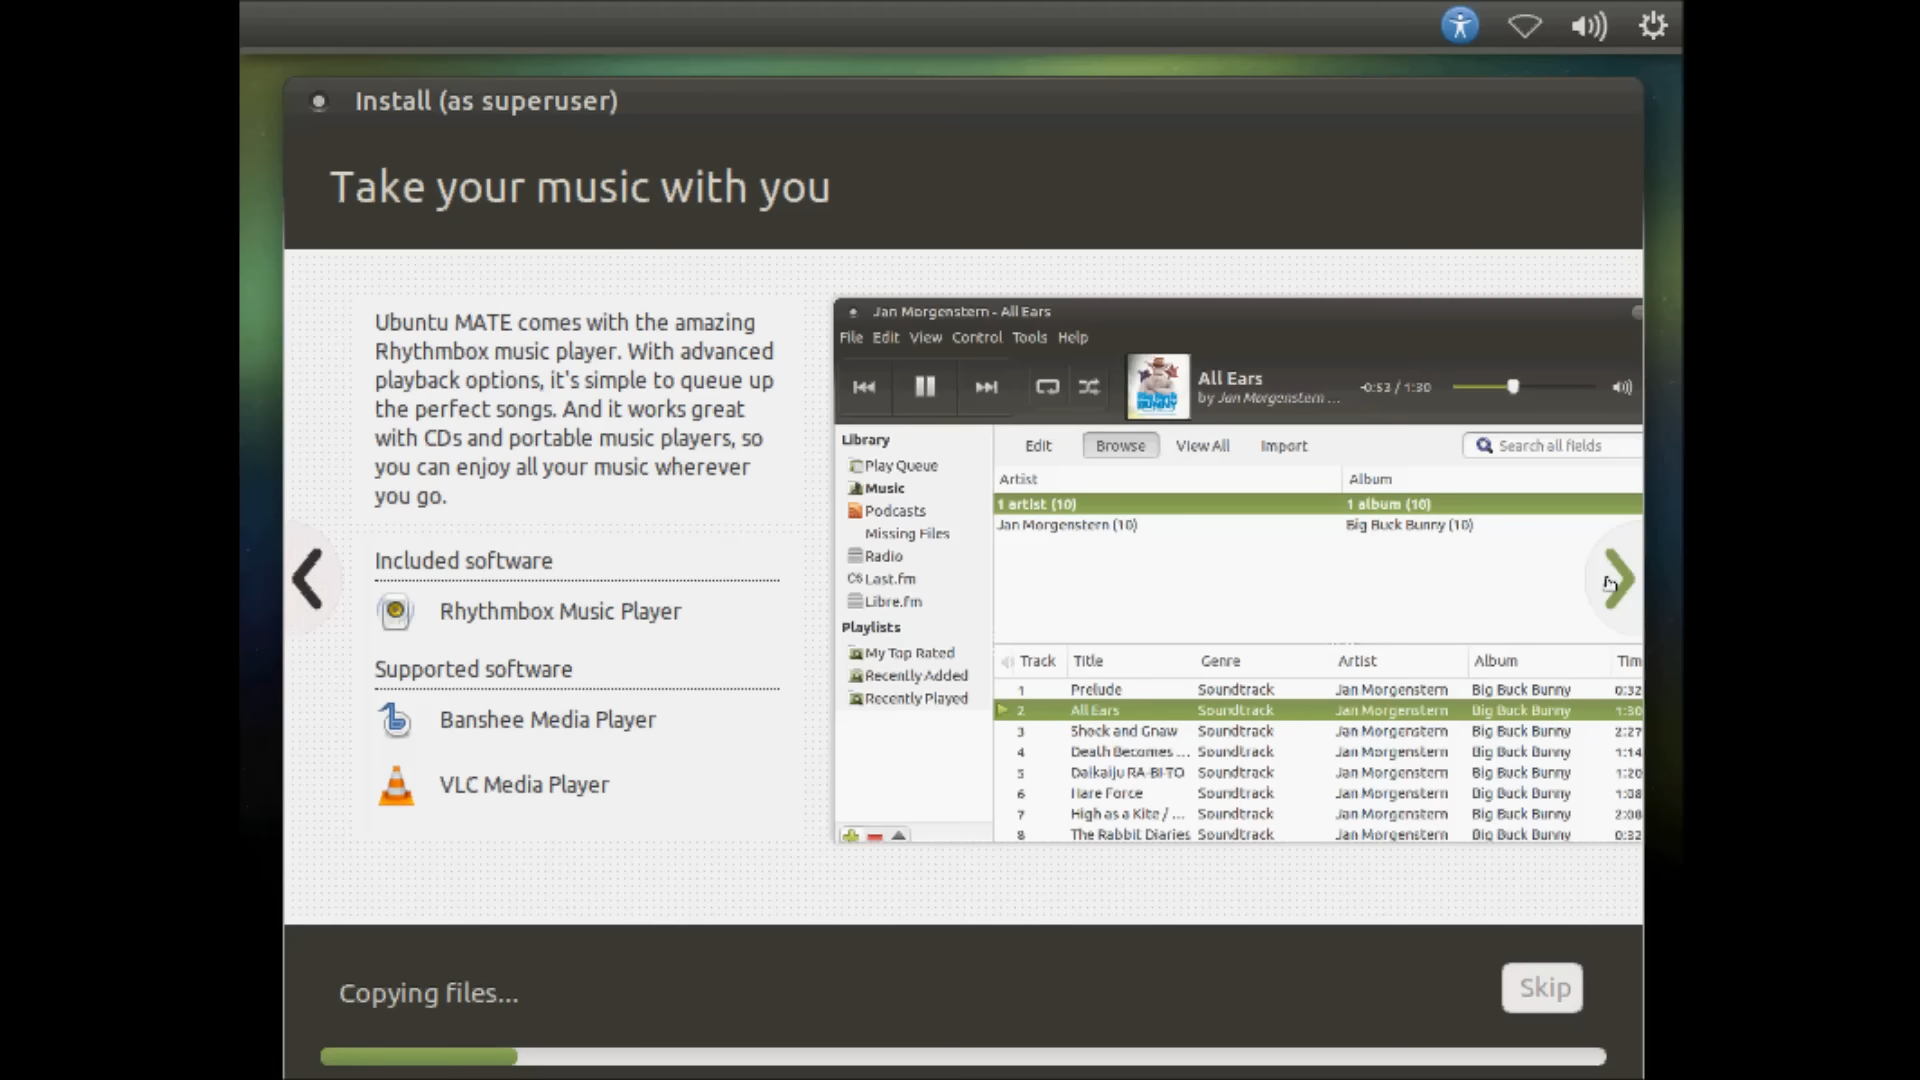 Install (as superuser)
Take your music with you
Ubuntu MATE comes with the amazing
Rhythmbox music player. With advanced
playback options, it's simple to queue up
the perfect songs. And it works great
with CDs and portable music players, so
you can enjoy all your music wherever
you go.
Included software
Rhythmbox Music Player
Supported software
Banshee Media Player
VLC Media Player
Jan Morgenstern - All Ears
File Edit View Control Tools Help
All Ears
by Jan Morgenstern ...
-0:53 / 1:30
Library
Play Queue
Music
Podcasts
Missing Files
Radio
Last.fm
Libre.fm
Playlists
My Top Rated
Recently Added
Recently Played
Edit Browse View All Import Search all fields
Artist Album
1 artist (10) 1 album (10)
Jan Morgenstern (10) Big Buck Bunny (10)
Track Title Genre Artist Album Tim
1 Prelude Soundtrack Jan Morgenstern Big Buck Bunny 0:32
2 All Ears Soundtrack Jan Morgenstern Big Buck Bunny 1:30
3 Shock and Gnaw Soundtrack Jan Morgenstern Big Buck Bunny 2:27
4 Death Becomes ... Soundtrack Jan Morgenstern Big Buck Bunny 1:14
5 Daikaiju RA-BI-TO Soundtrack Jan Morgenstern Big Buck Bunny 1:20
6 Hare Force Soundtrack Jan Morgenstern Big Buck Bunny 1:08
7 High as a Kite / ... Soundtrack Jan Morgenstern Big Buck Bunny 2:08
8 The Rabbit Diaries Soundtrack Jan Morgenstern Big Buck Bunny 0:32
Copying files...
Skip